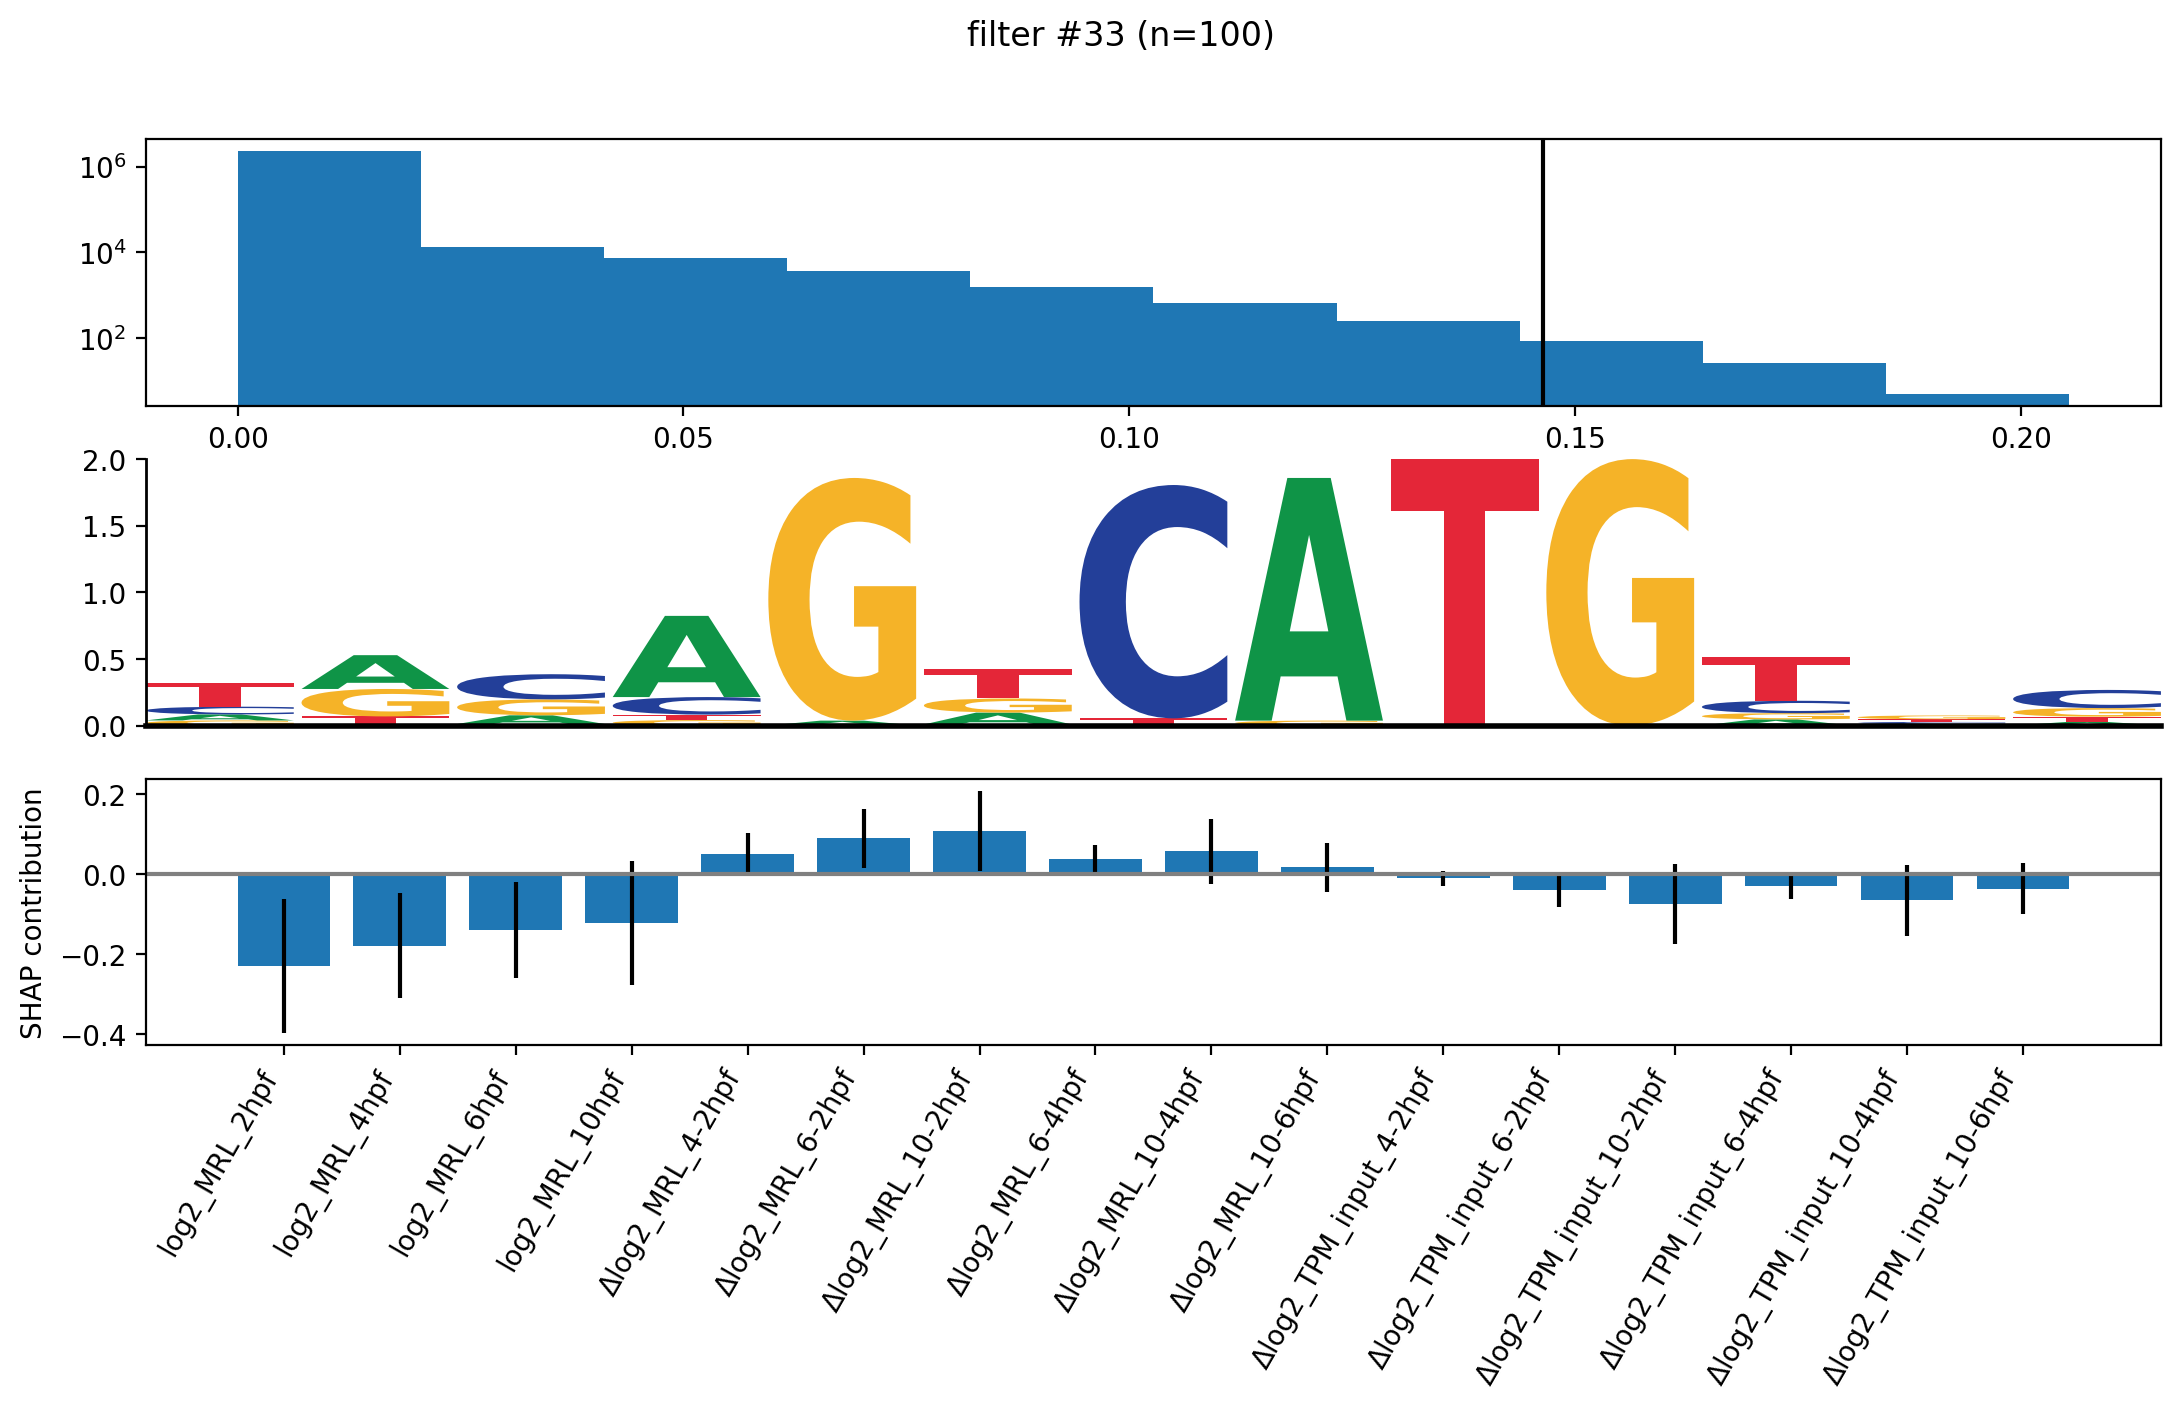 filter #33 (n=100)
10^6
10^4
10^2
0.00 0.05 0.10 0.15 0.20
2.0
1.5
1.0
0.5
0.0
SHAP contribution
0.2
0.0
−0.2
−0.4
log2_MRL_2hpf
log2_MRL_4hpf
log2_MRL_6hpf
log2_MRL_10hpf
Δlog2_MRL_4-2hpf
Δlog2_MRL_6-2hpf
Δlog2_MRL_10-2hpf
Δlog2_MRL_6-4hpf
Δlog2_MRL_10-4hpf
Δlog2_MRL_10-6hpf
Δlog2_TPM_input_4-2hpf
Δlog2_TPM_input_6-2hpf
Δlog2_TPM_input_10-2hpf
Δlog2_TPM_input_6-4hpf
Δlog2_TPM_input_10-4hpf
Δlog2_TPM_input_10-6hpf